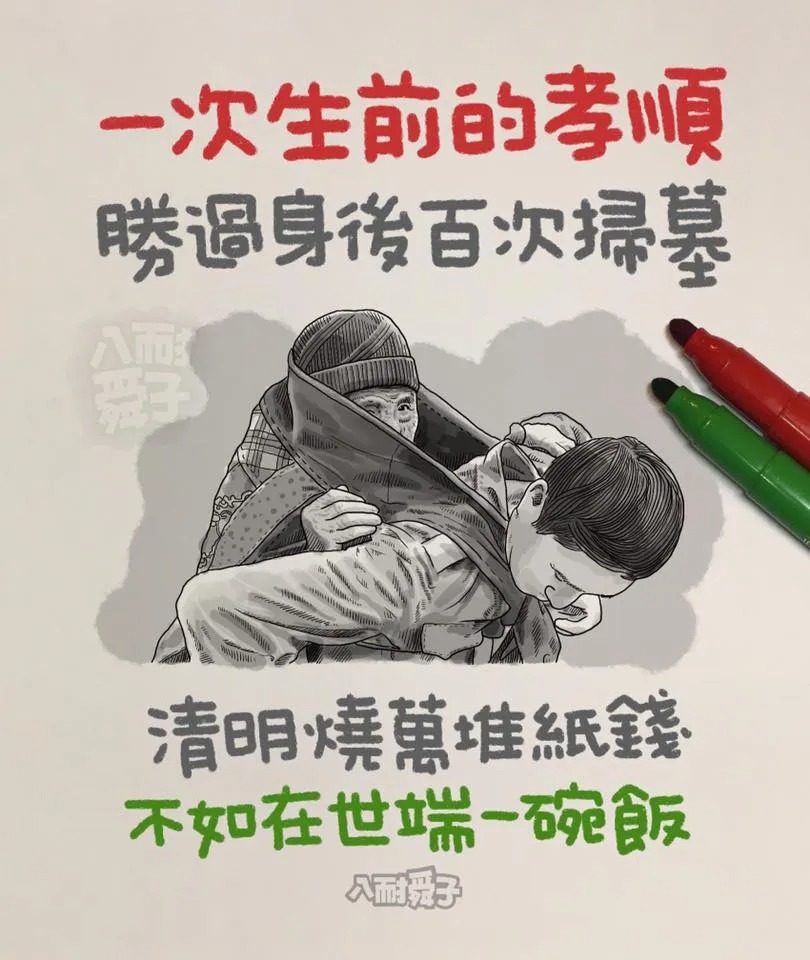 一次生前的孝順
勝過身後百次掃墓
八耐
舜子
清明燒萬堆紙錢
不如在世端一碗飯
八耐舜子